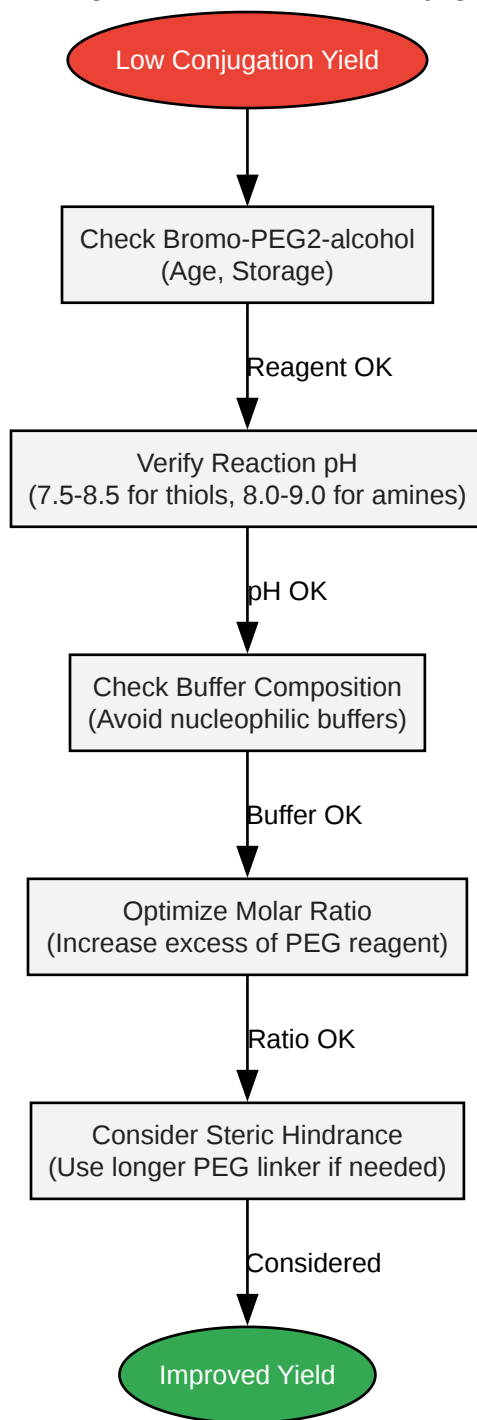 Low Conjugation Yield
Check Bromo-PEG2-alcohol
(Age, Storage)
Reagent OK
Verify Reaction pH
(7.5-8.5 for thiols, 8.0-9.0 for amines)
pH OK
Check Buffer Composition
(Avoid nucleophilic buffers)
Buffer OK
Optimize Molar Ratio
(Increase excess of PEG reagent)
Ratio OK
Consider Steric Hindrance
(Use longer PEG linker if needed)
Considered
Improved Yield